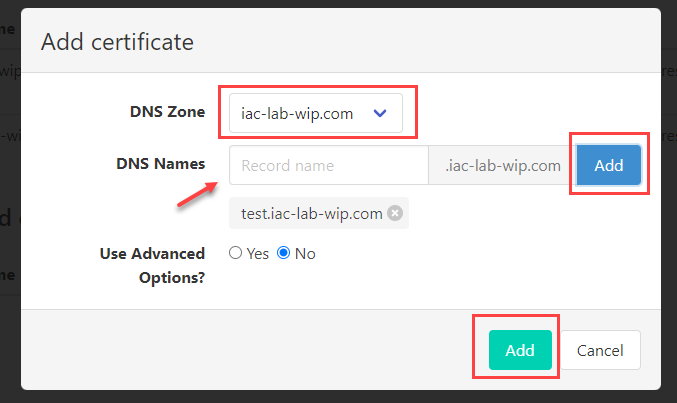 Add certificate
DNS Zone
iac-lab-wip.com
DNS Names
Record name
.iac-lab-wip.com
Add
test.iac-lab-wip.com
Use Advanced
Options?
Yes
No
Add
Cancel